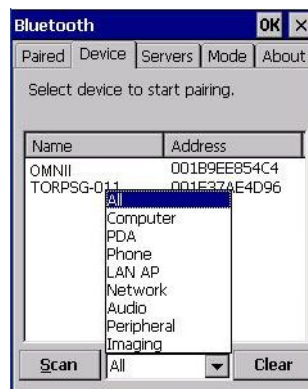 Bluetooth OK ×
Paired Device Servers Mode About
Select device to start pairing.
Name Address
OMNII 001B9EE854C4
TORPSG-011 001E37AE4D96
All
Computer
PDA
Phone
LAN AP
Network
Audio
Peripheral
Imaging
Scan All Clear